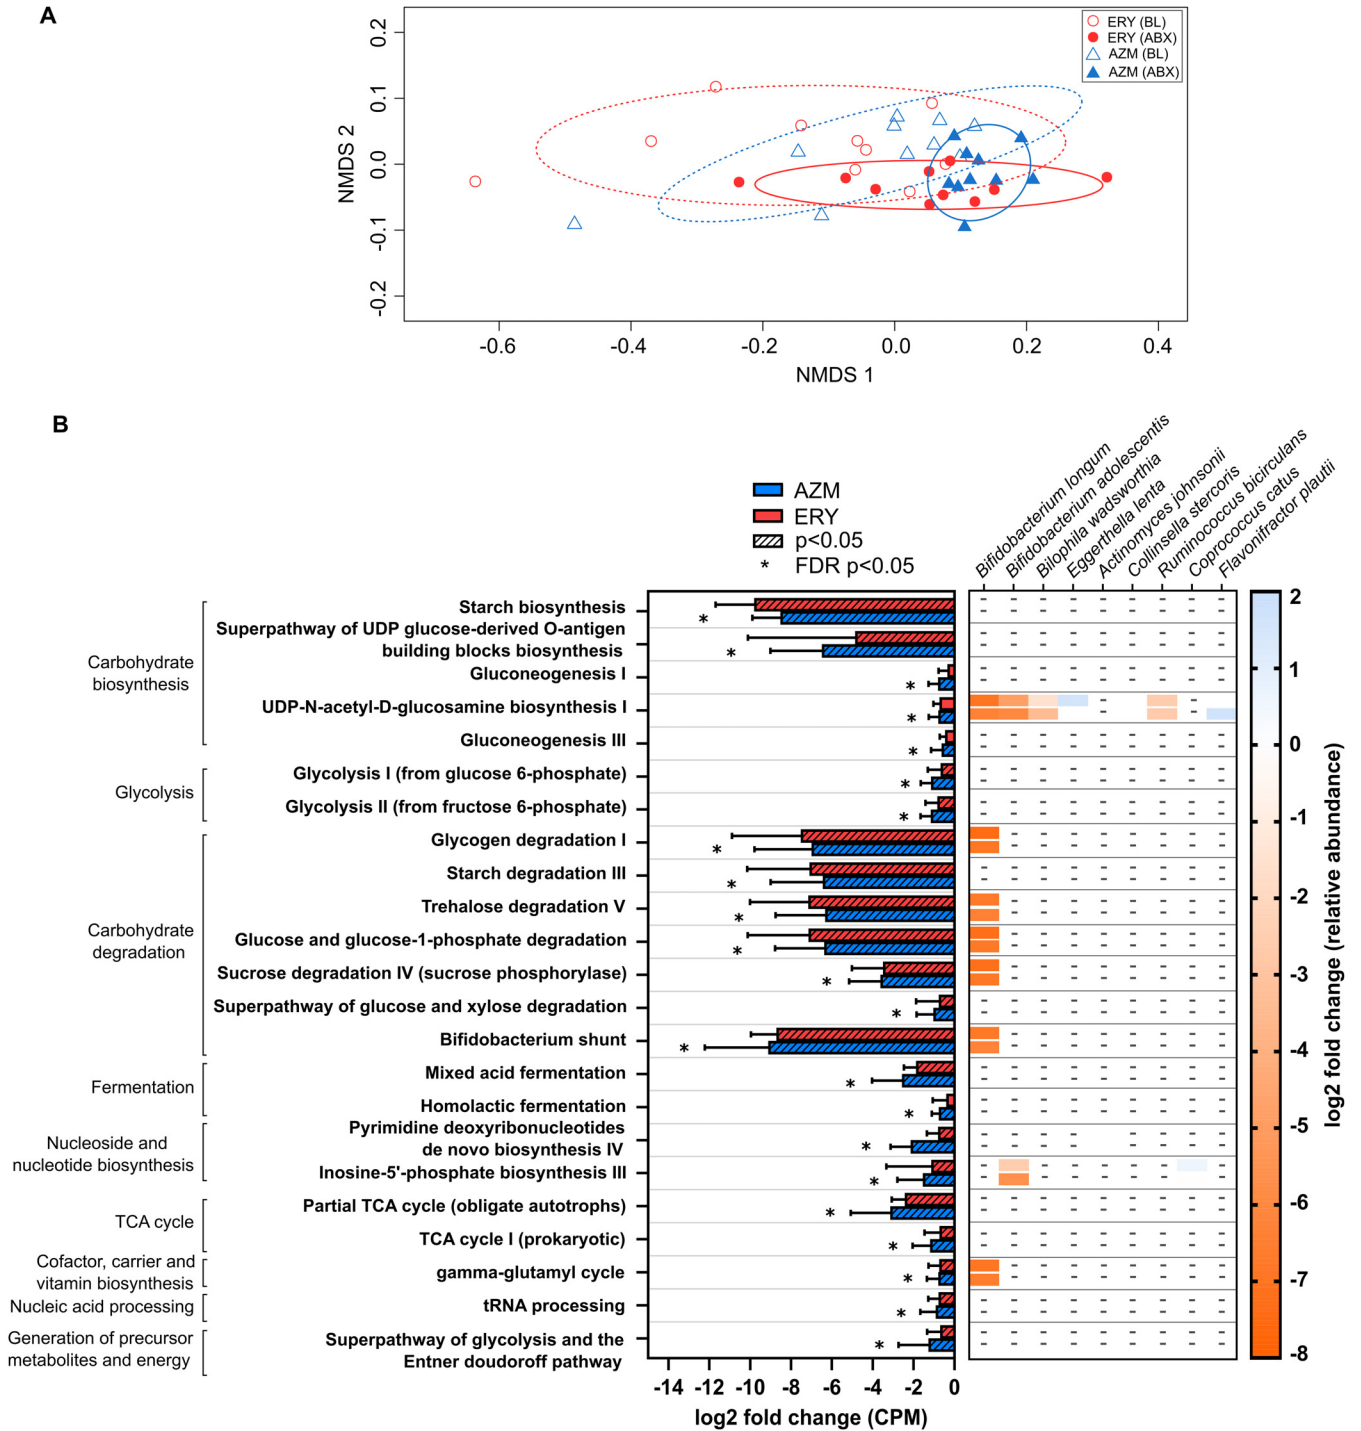 A
ERY (BL)
ERY (ABX)
AZM (BL)
AZM (ABX)
NMDS 2
0.2
0.1
0.0
-0.1
-0.2
-0.6
-0.4
-0.2
0.0
0.2
0.4
NMDS 1
B
AZM
ERY
p<0.05
* FDR p<0.05
Bifidobacterium longum
Bifidobacterium adolescentis
Bilophila wadsworthia
Eggerthella lenta
Actinomyces johnsonii
Collinsella stercoris
Ruminococcus bicirculans
Coprococcus catus
Flavonifractor plautii
Carbohydrate
biosynthesis
Starch biosynthesis
Superpathway of UDP glucose-derived O-antigen
building blocks biosynthesis
Gluconeogenesis I
UDP-N-acetyl-D-glucosamine biosynthesis I
Gluconeogenesis III
Glycolysis
Glycolysis I (from glucose 6-phosphate)
Glycolysis II (from fructose 6-phosphate)
Carbohydrate
degradation
Glycogen degradation I
Starch degradation III
Trehalose degradation V
Glucose and glucose-1-phosphate degradation
Sucrose degradation IV (sucrose phosphorylase)
Superpathway of glucose and xylose degradation
Bifidobacterium shunt
Fermentation
Mixed acid fermentation
Homolactic fermentation
Nucleoside and
nucleotide biosynthesis
Pyrimidine deoxyribonucleotides
de novo biosynthesis IV
Inosine-5'-phosphate biosynthesis III
TCA cycle
Partial TCA cycle (obligate autotrophs)
TCA cycle I (prokaryotic)
Cofactor, carrier and
vitamin biosynthesis
gamma-glutamyl cycle
Nucleic acid processing
tRNA processing
Generation of precursor
metabolites and energy
Superpathway of glycolysis and the
Entner doudoroff pathway
-14 -12 -10 -8 -6 -4 -2 0
log2 fold change (CPM)
2
1
0
-1
-2
-3
-4
-5
-6
-7
-8
log2 fold change (relative abundance)